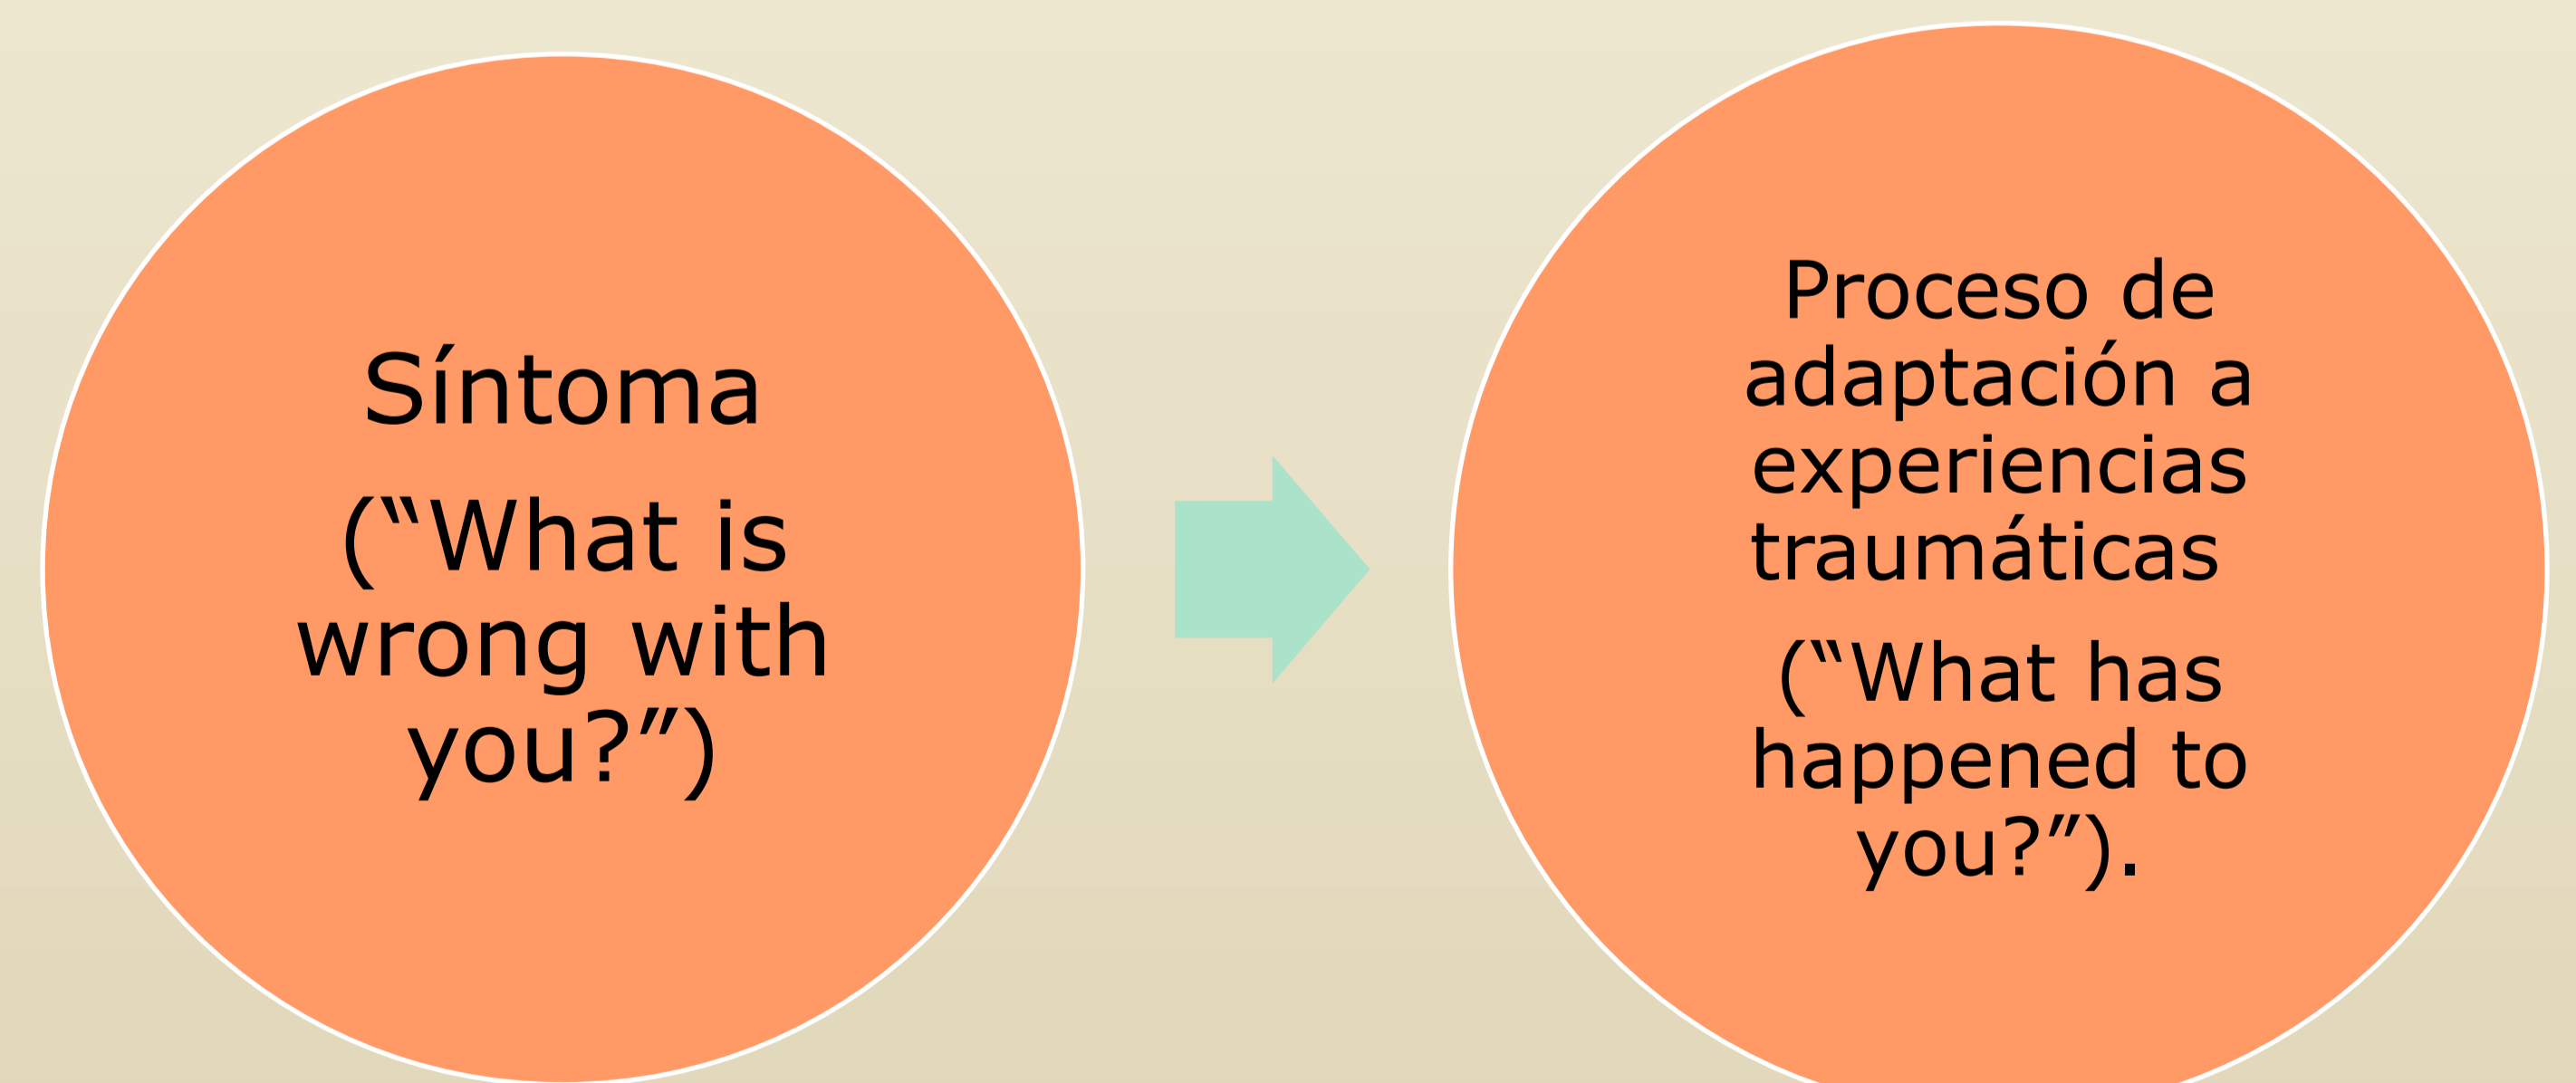 Síntoma
(“What is
wrong with
you?”)
Proceso de
adaptación a
experiencias
traumáticas
(“What has
happened to
you?”).